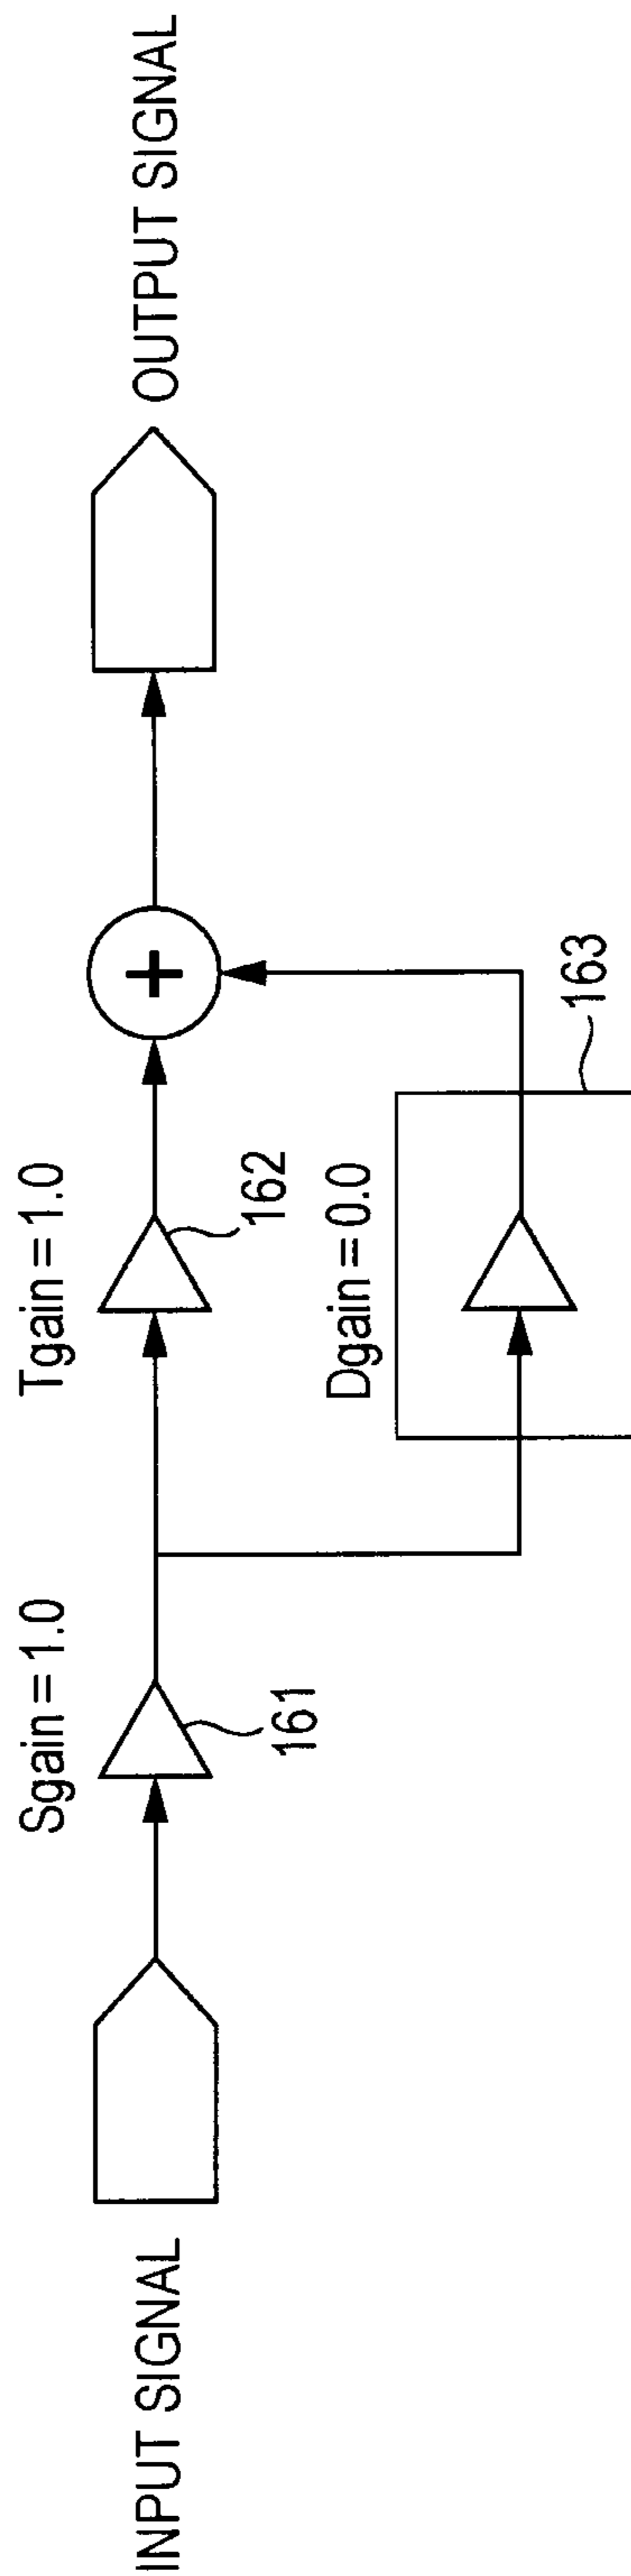 INPUT SIGNAL
Sgain = 1.0
161
Tgain = 1.0
162
Dgain = 0.0
163
+
OUTPUT SIGNAL